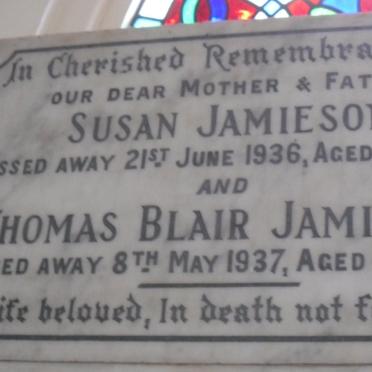 In Cherished Remembra
OUR DEAR MOTHER & FAT
SUSAN JAMIESO
SSED AWAY 21ST JUNE 1936, AGED
AND
HOMAS BLAIR JAMI
ED AWAY 8TH MAY 1937, AGED
ife beloved, In death not f